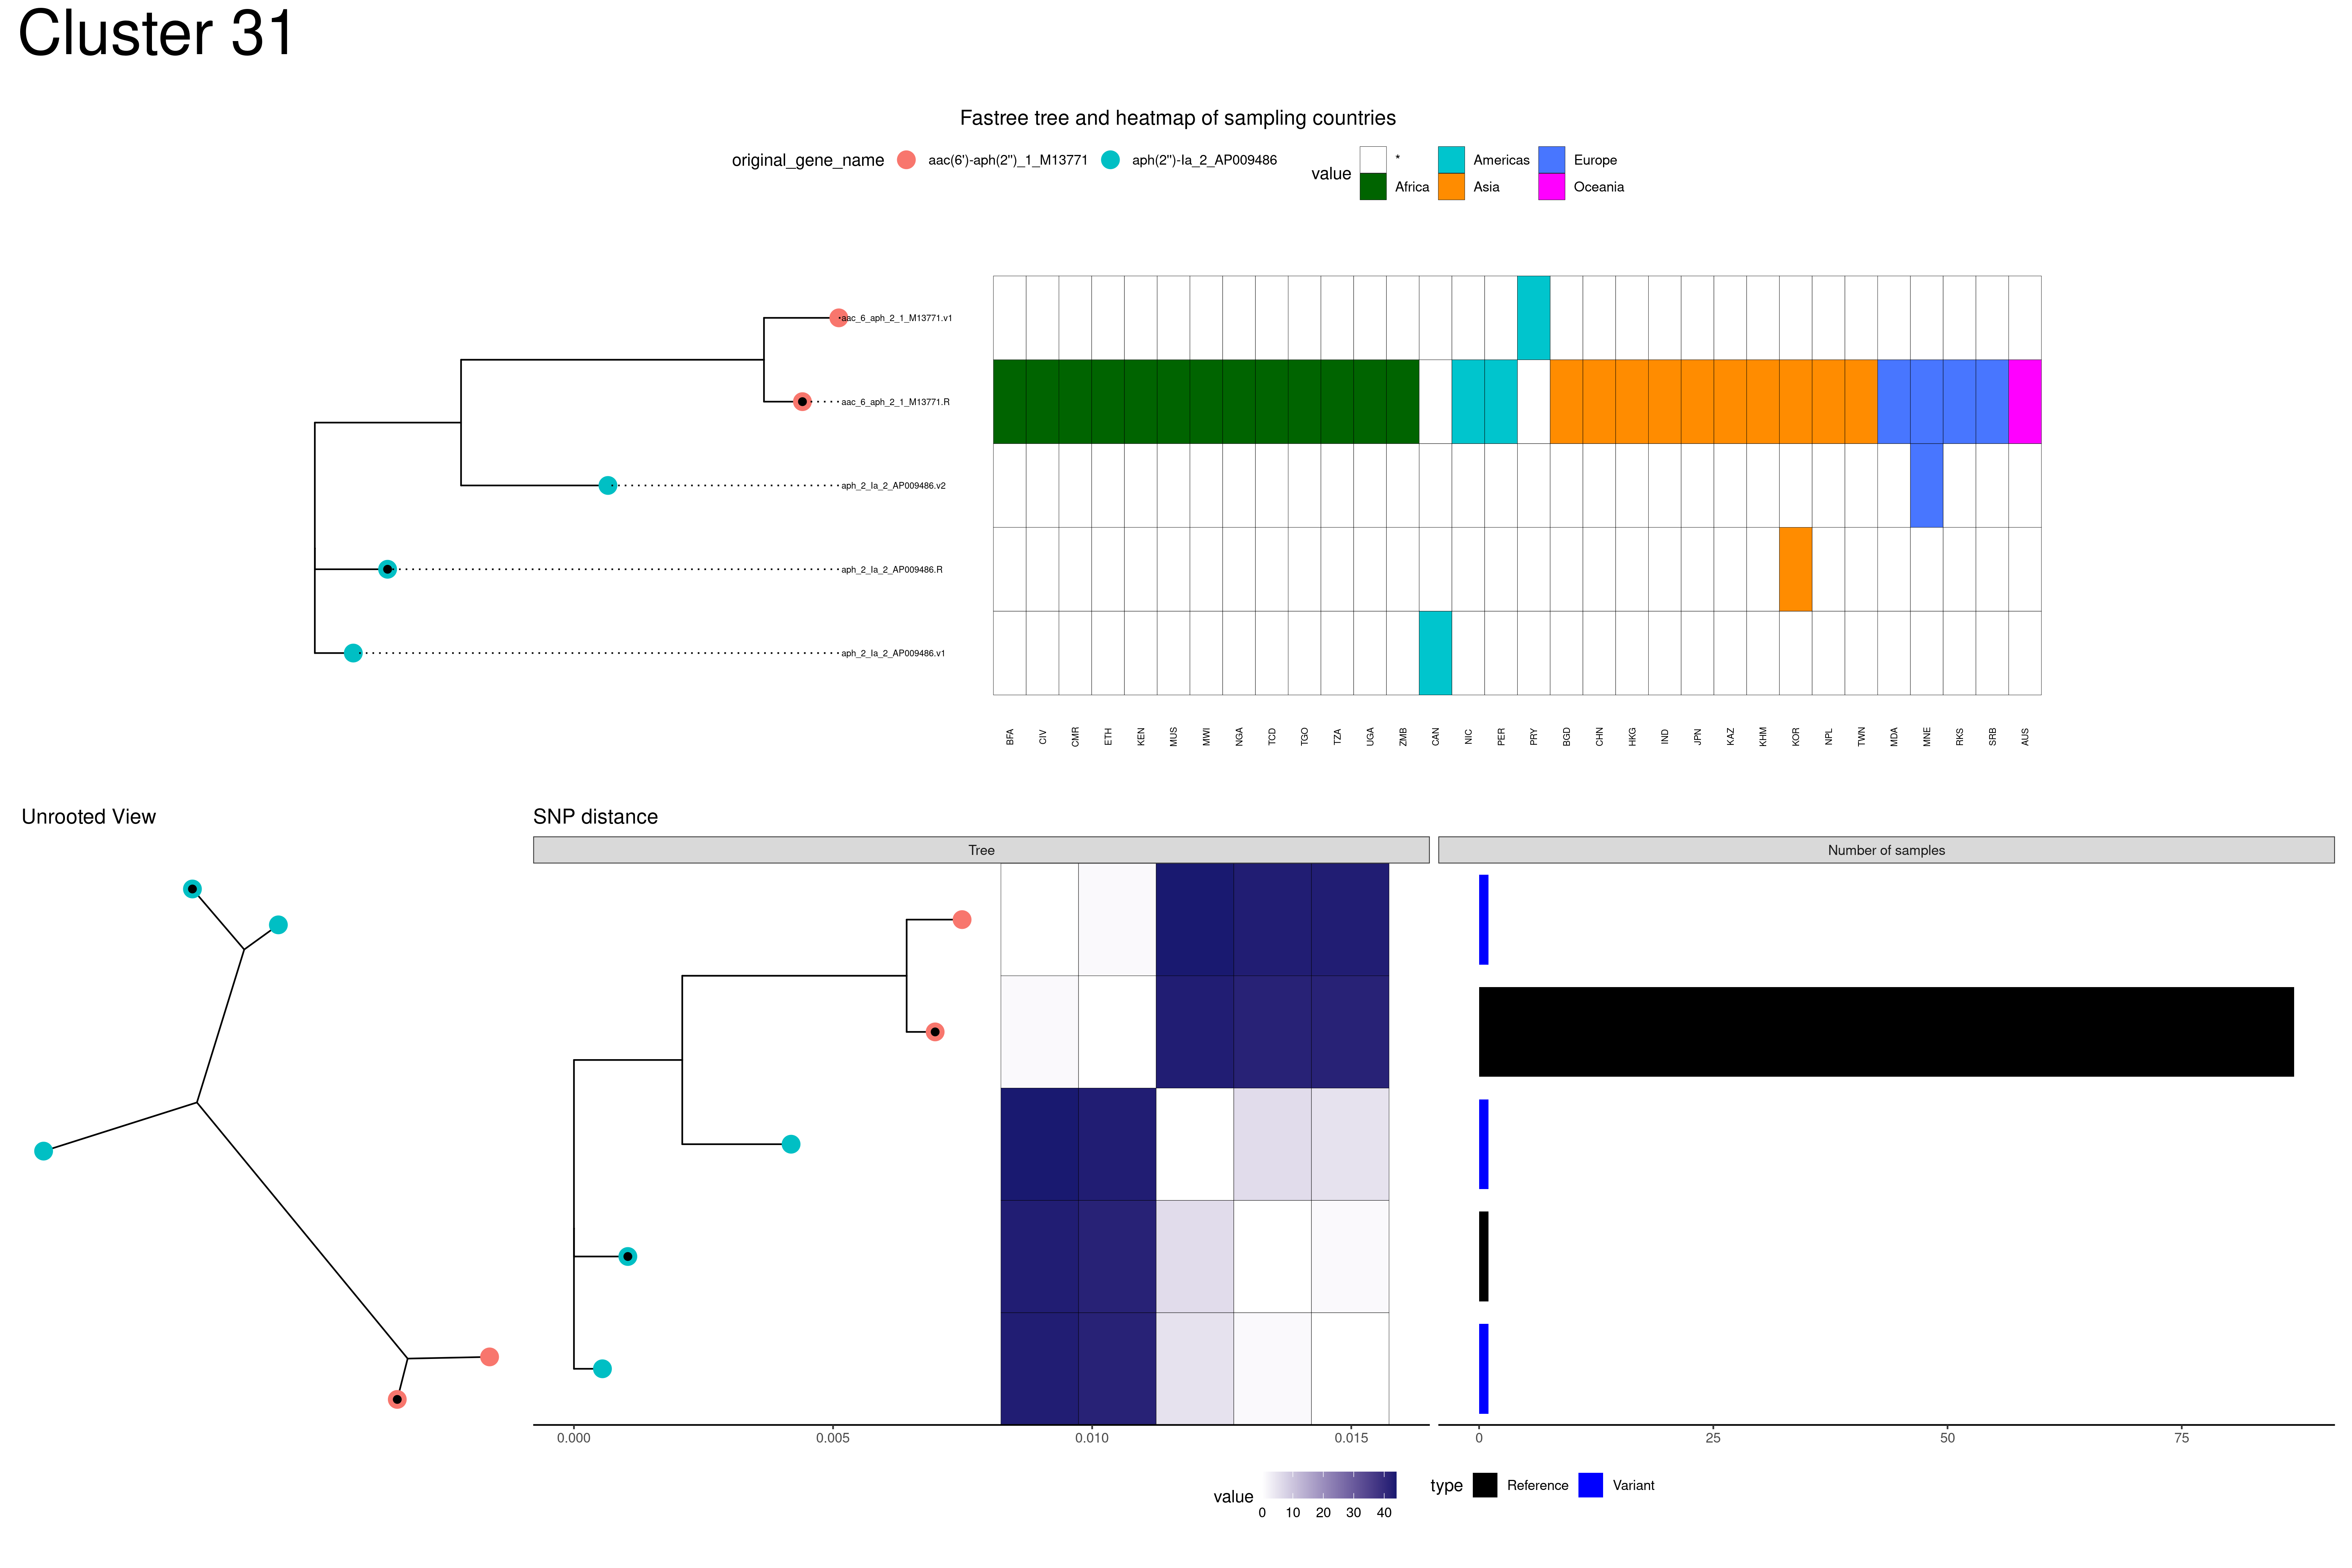 Cluster 31
Fastree tree and heatmap of sampling countries
original_gene_name aac(6')-aph(2'')_1_M13771 aph(2'')-Ia_2_AP009486
value * Americas Europe
Africa Asia Oceania
aac_6_aph_2_1_M13771.v1
aac_6_aph_2_1_M13771.R
aph_2_Ia_2_AP009486.v2
aph_2_Ia_2_AP009486.R
aph_2_Ia_2_AP009486.v1
BFA CIV CMR ETH KEN MUS MWI NGA TCD TGO TZA UGA ZMB CAN NIC PER PRY BGD CHN HKG IND JPN KAZ KHM KOR NPL TWN MDA MNE RKS SRB AUS
Unrooted View
SNP distance
Tree
Number of samples
0.000 0.005 0.010 0.015
0 25 50 75
value
0 10 20 30 40
type Reference Variant